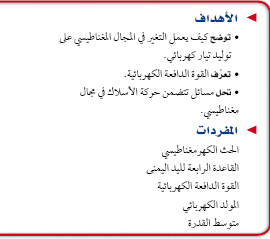 الأهداف
• توضح كيف يعمل التغير في المجال المغناطيسي على
توليد تيار كهربائي.
• تعرّف القوة الدافعة الكهربائية.
• تحل مسائل تتضمن حركة الأسلاك في مجال
مغناطيسي.
المفردات
الحث الكهرمغناطيسي
القاعدة الرابعة لليد اليمنى
القوة الدافعة الكهربائية
المولد الكهربائي
متوسط القدرة